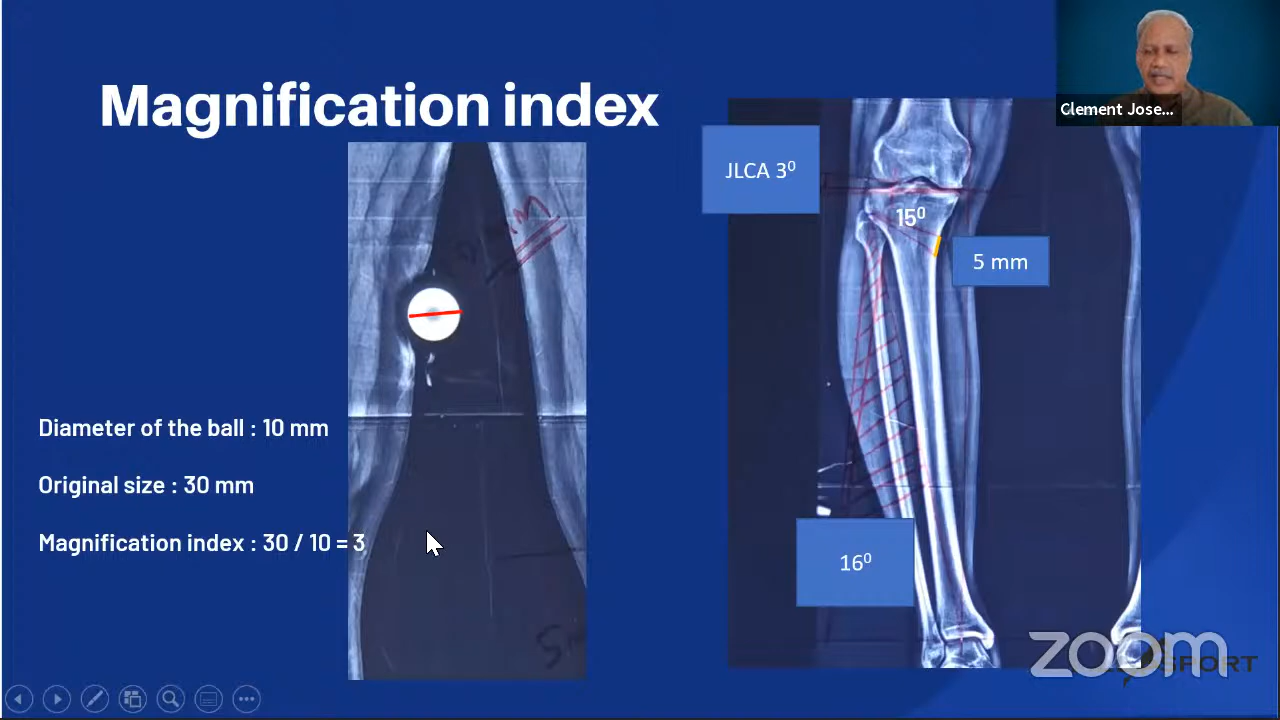 Magnification index
Clement Jose...
JLCA 3⁰
15⁰
5 mm
Diameter of the ball : 10 mm
Original size : 30 mm
Magnification index : 30 / 10 = 3
16⁰
zoom
SPORT